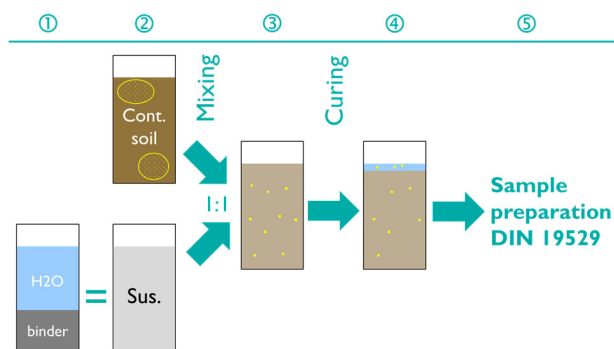 ① ② ③ ④ ⑤
Mixing
Curing
Cont.
soil
1:1
Sample
preparation
DIN 19529
H2O
Sus.
binder
=